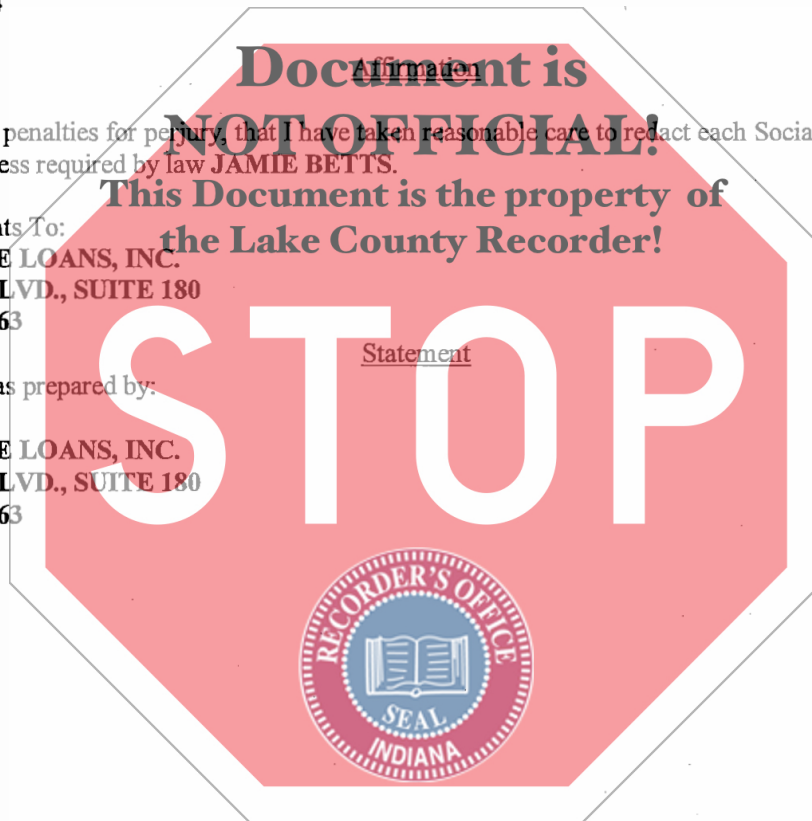 Document is
Affirmation
NOT OFFICIAL!
penalties for perjury, that I have taken reasonable care to redact each Socia
ess required by law JAMIE BETTS.
This Document is the property of
ts To:
the Lake County Recorder!
E LOANS, INC.
LVD., SUITE 180
63
STOP
Statement
as prepared by:
E LOANS, INC.
LVD., SUITE 180
63
RECORDER'S OFFICE
SEAL
INDIANA